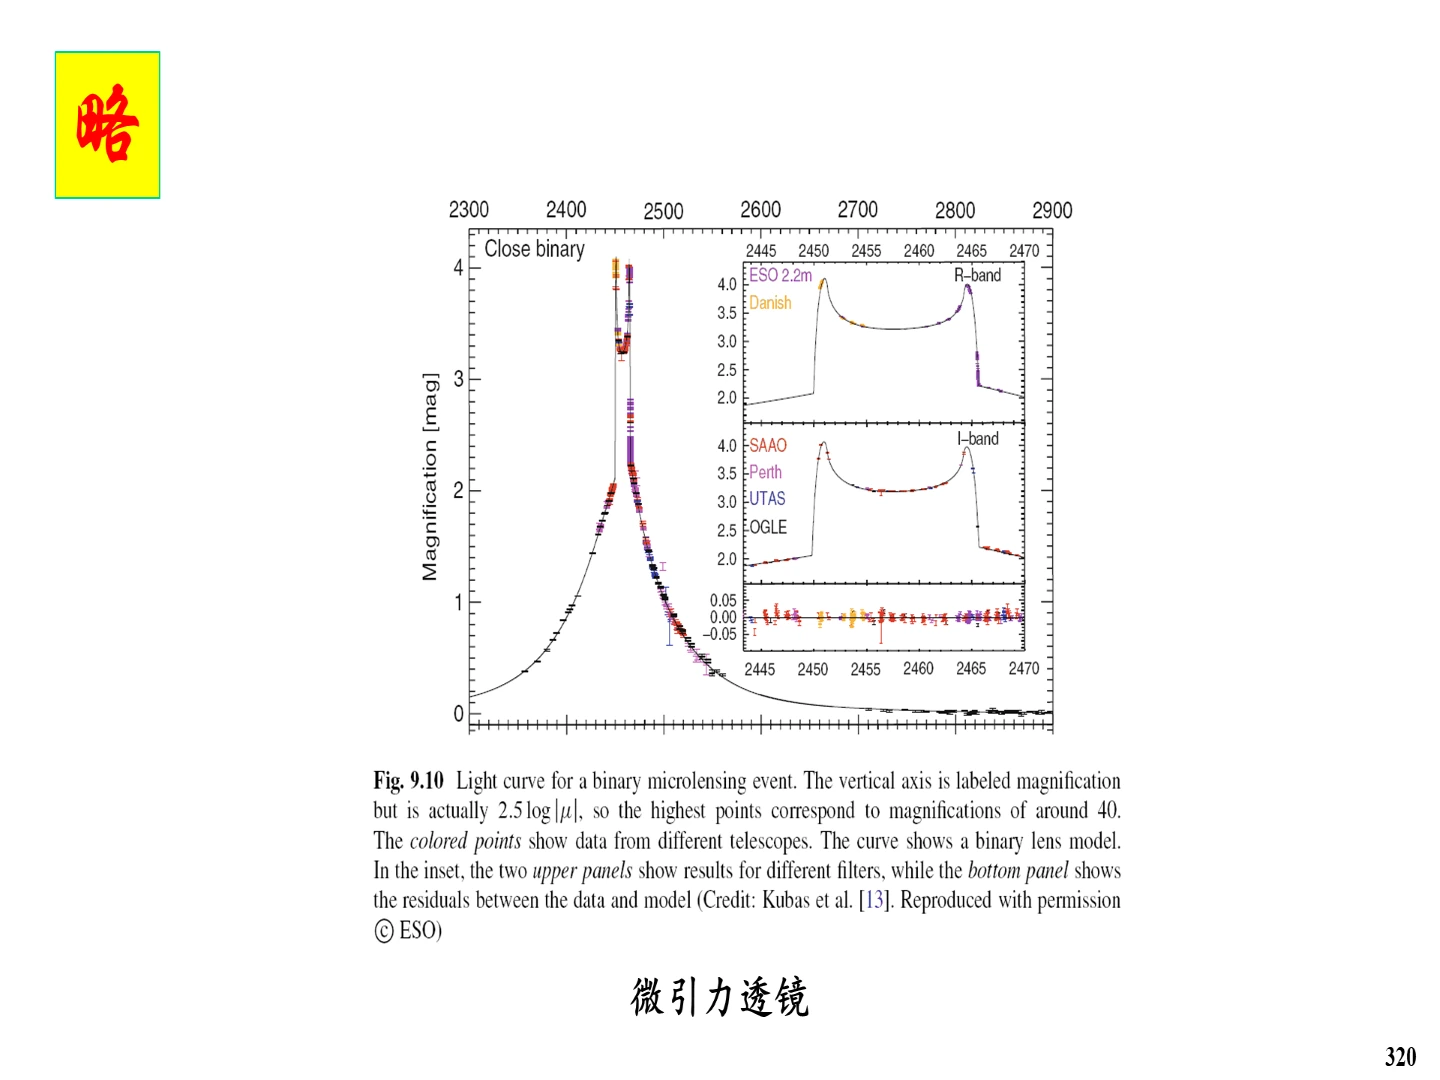 略
2300 2400 2500 2600 2700 2800 2900
Close binary
Magnification [mag]
4
3
2
1
0
2445 2450 2455 2460 2465 2470
ESO 2.2m
Danish
R–band
4.0
3.5
3.0
2.5
2.0
SAAO
Perth
UTAS
OGLE
I–band
4.0
3.5
3.0
2.5
2.0
0.05
0.00
–0.05
2445 2450 2455 2460 2465 2470
Fig. 9.10 Light curve for a binary microlensing event. The vertical axis is labeled magnification
but is actually 2.5 log |μ|, so the highest points correspond to magnifications of around 40.
The colored points show data from different telescopes. The curve shows a binary lens model.
In the inset, the two upper panels show results for different filters, while the bottom panel shows
the residuals between the data and model (Credit: Kubas et al. [13]. Reproduced with permission
© ESO)
微引力透镜
320